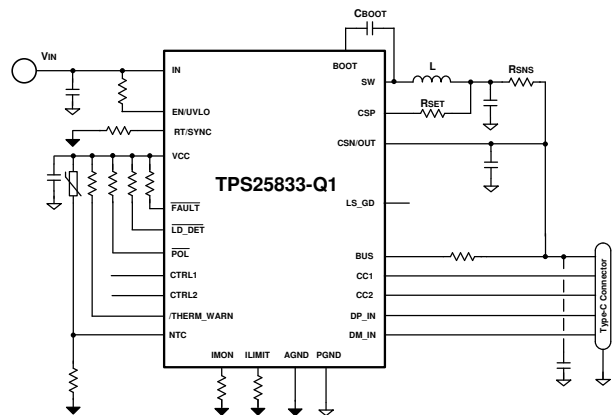 CBOOT
VIN
IN
BOOT
SW
L
RSNS
EN/UVLO
CSP
RSET
RT/SYNC
VCC
CSN/OUT
TPS25833-Q1
FAULT
LS_GD
LD_DET
POL
BUS
CTRL1
CC1
CTRL2
CC2
/THERM_WARN
DP_IN
NTC
DM_IN
IMON
ILIMIT
AGND
PGND
Type-C Connector